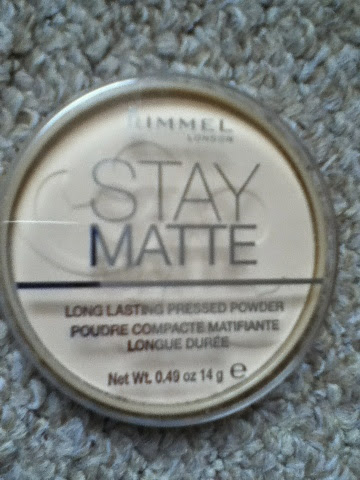 RIMMEL
LONDON
STAY
MATTE
LONG LASTING PRESSED POWDER
POUDRE COMPACTE MATIFIANTE
LONGUE DURÉE
Net Wt. 0.49 oz 14 g ℮